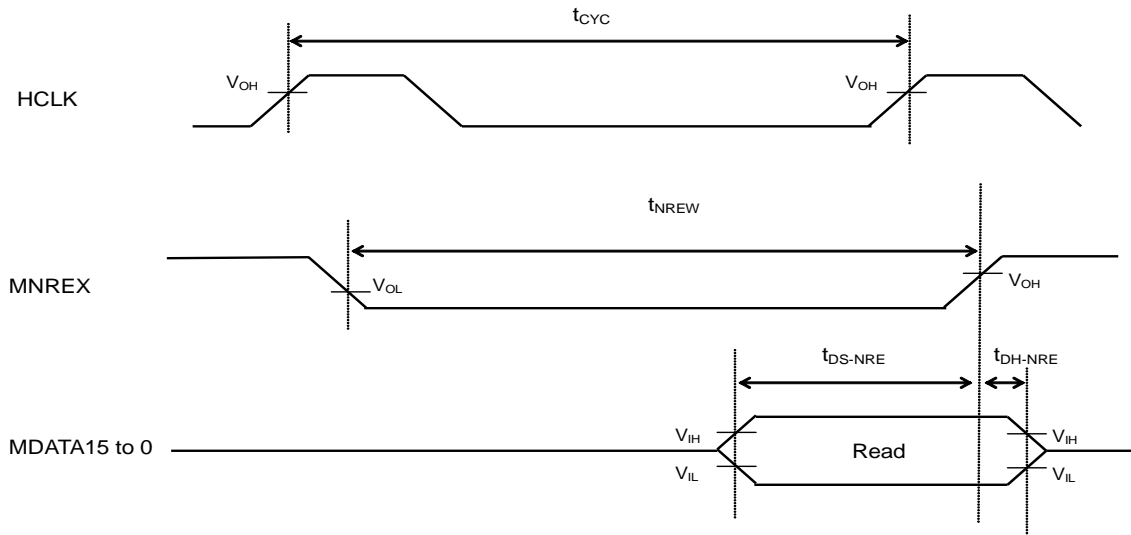 tCYC
VOH
VOH
HCLK
tNREW
MNREX
VOL
VOH
tDS-NRE
tDH-NRE
VIH
VIH
MDATA15 to 0
Read
VIL
VIL